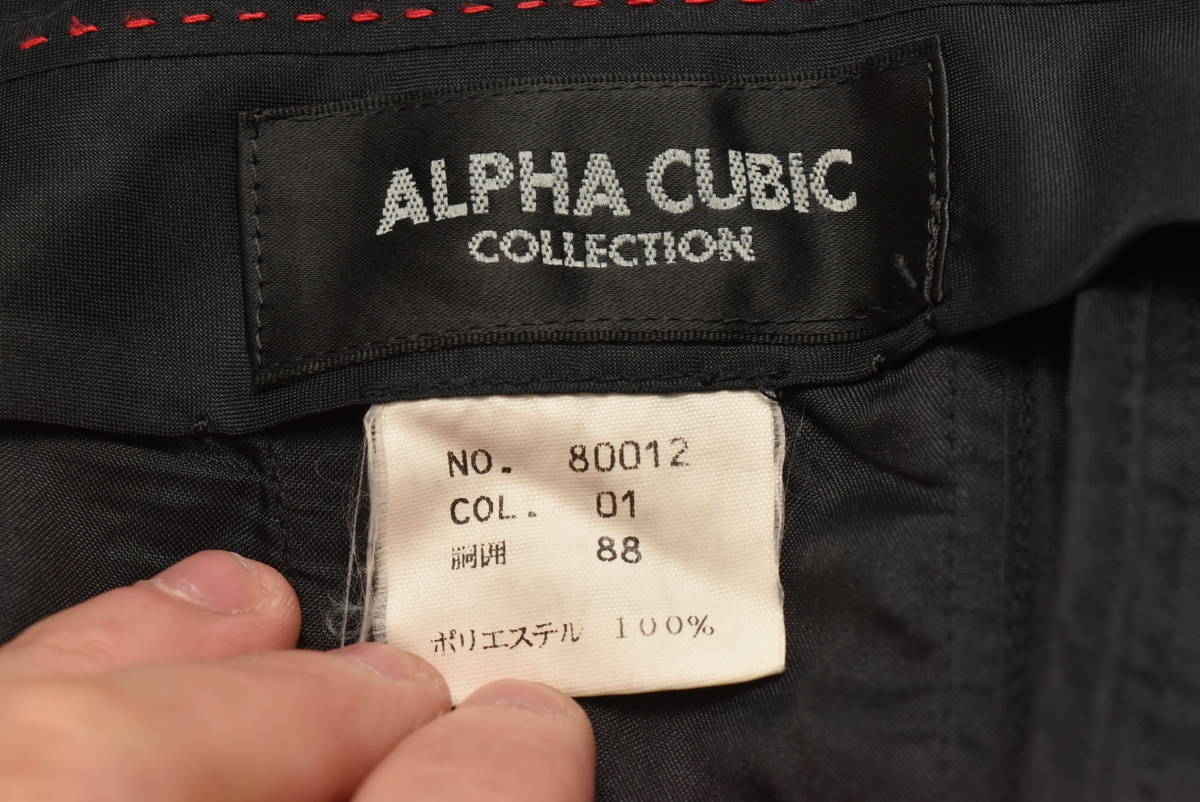 ALPHA CUBIC
COLLECTION
NO. 80012
COL. 01
胴囲 88
ポリエステル 100%